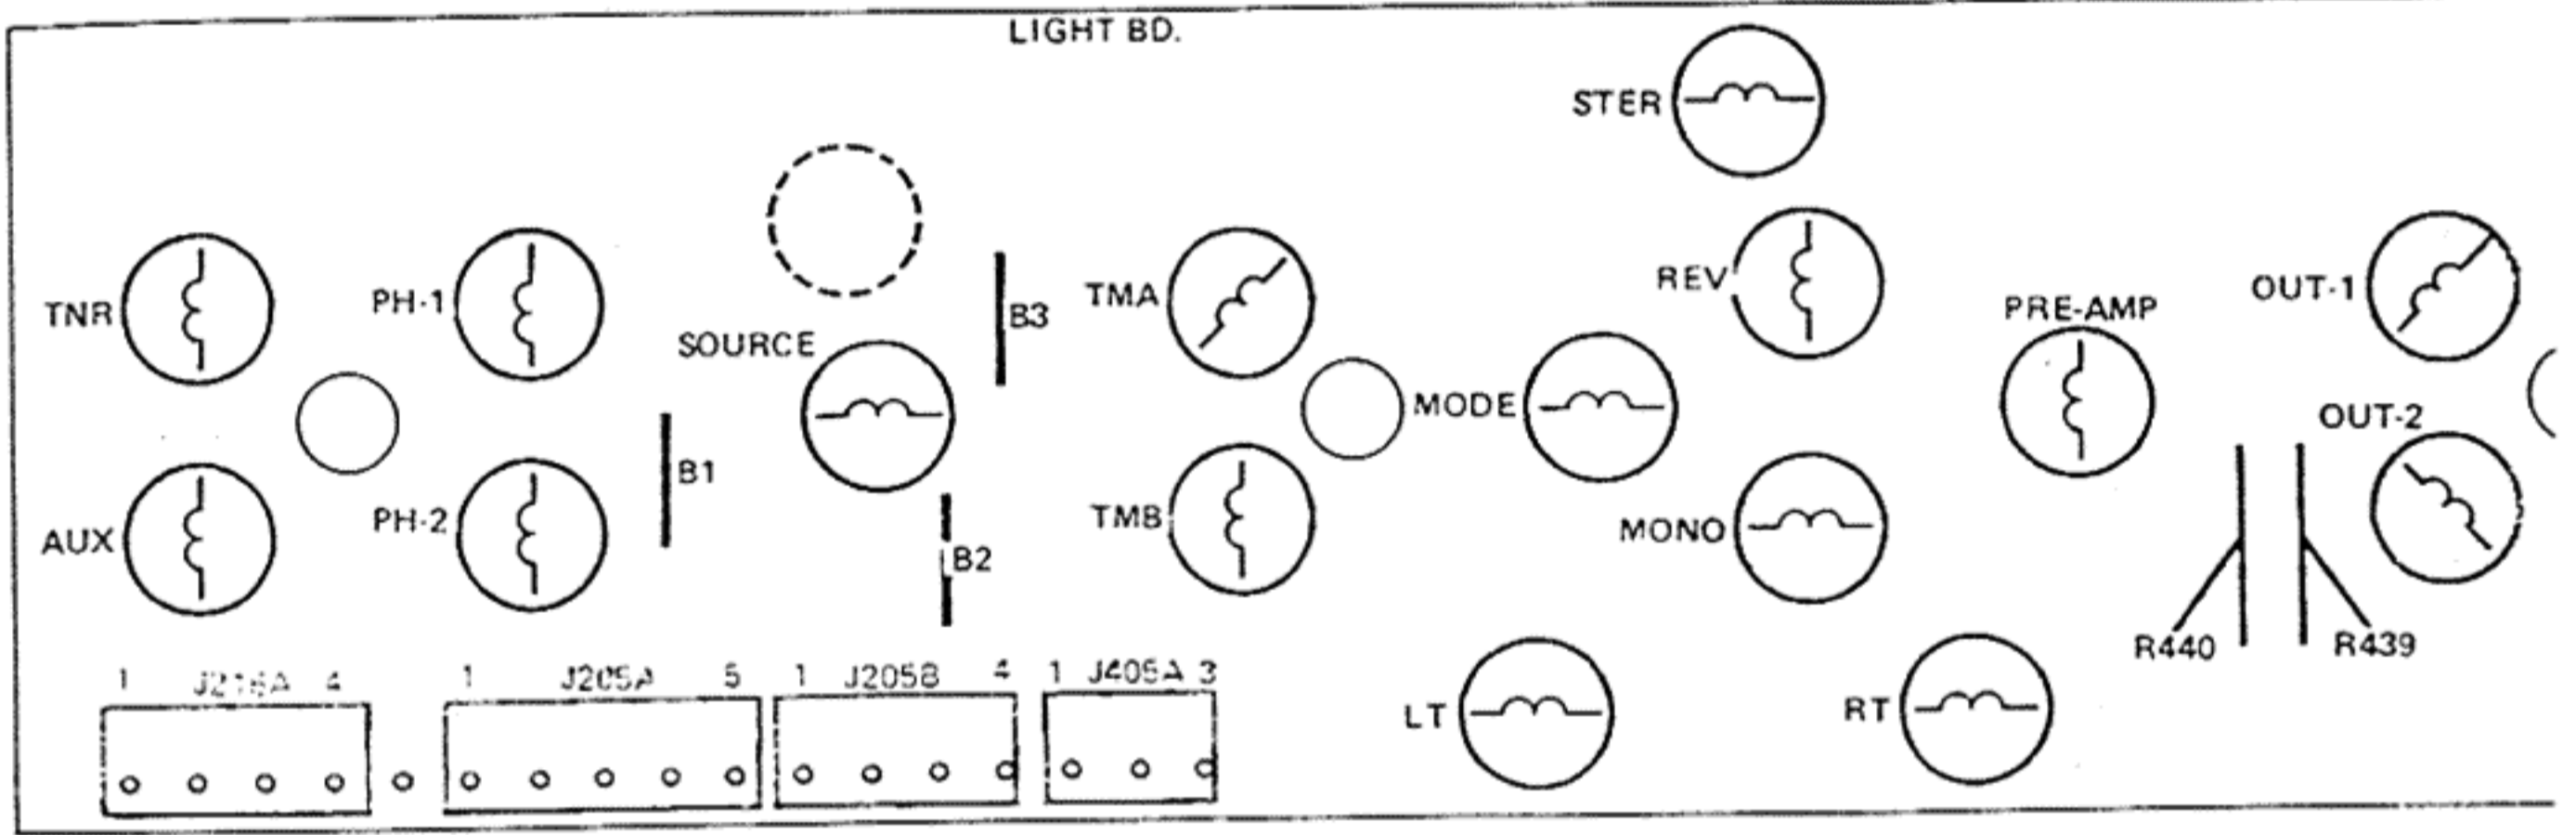 LIGHT BD.
STER
TNR
PH-1
SOURCE
B3
TMA
REV
PRE-AMP
OUT-1
AUX
PH-2
B1
B2
TMB
MODE
MONO
OUT-2
R440
R439
LT
RT
1 4
1 J205A 5
1 J205B 4
1 J405A 3